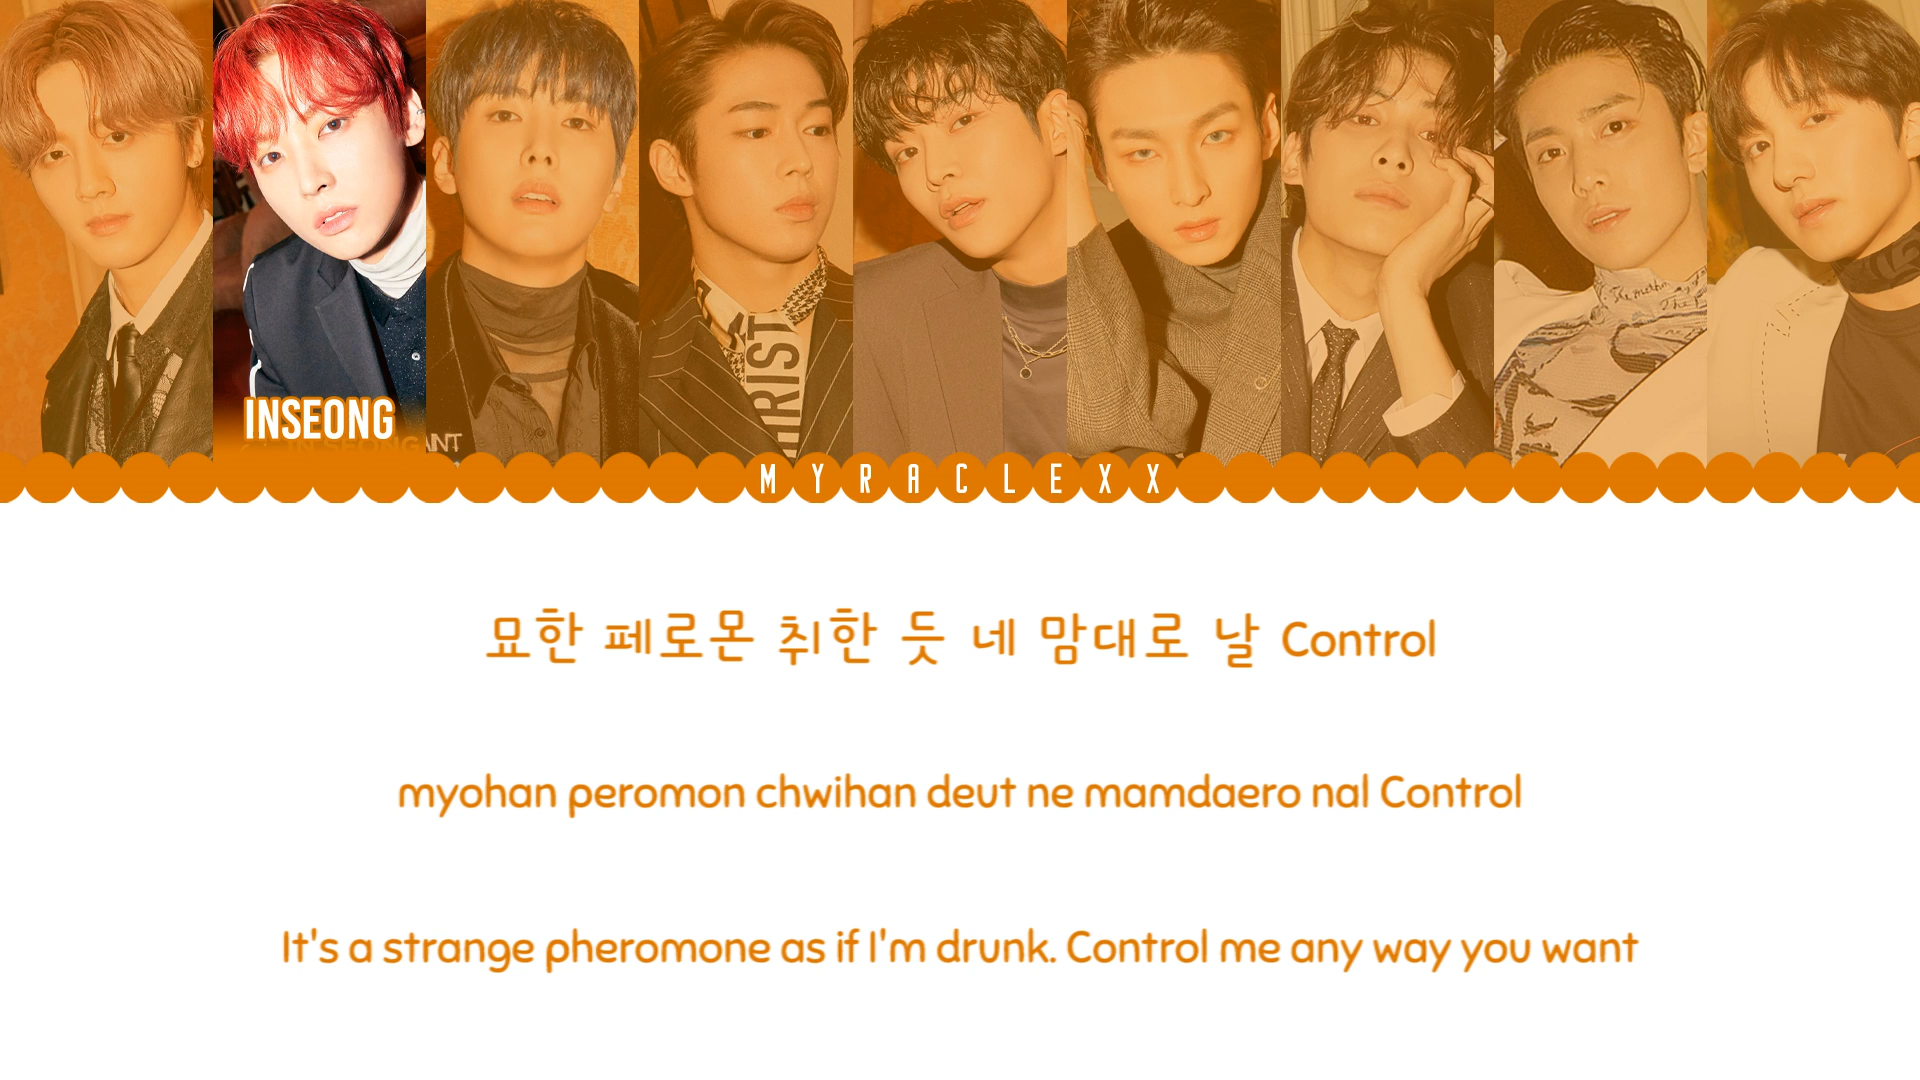 INSEONG
MYRACLEXX
묘한 페로몬 취한 듯 네 맘대로 날 Control
myohan peromon chwihan deut ne mamdaero nal Control
It's a strange pheromone as if I'm drunk. Control me any way you want